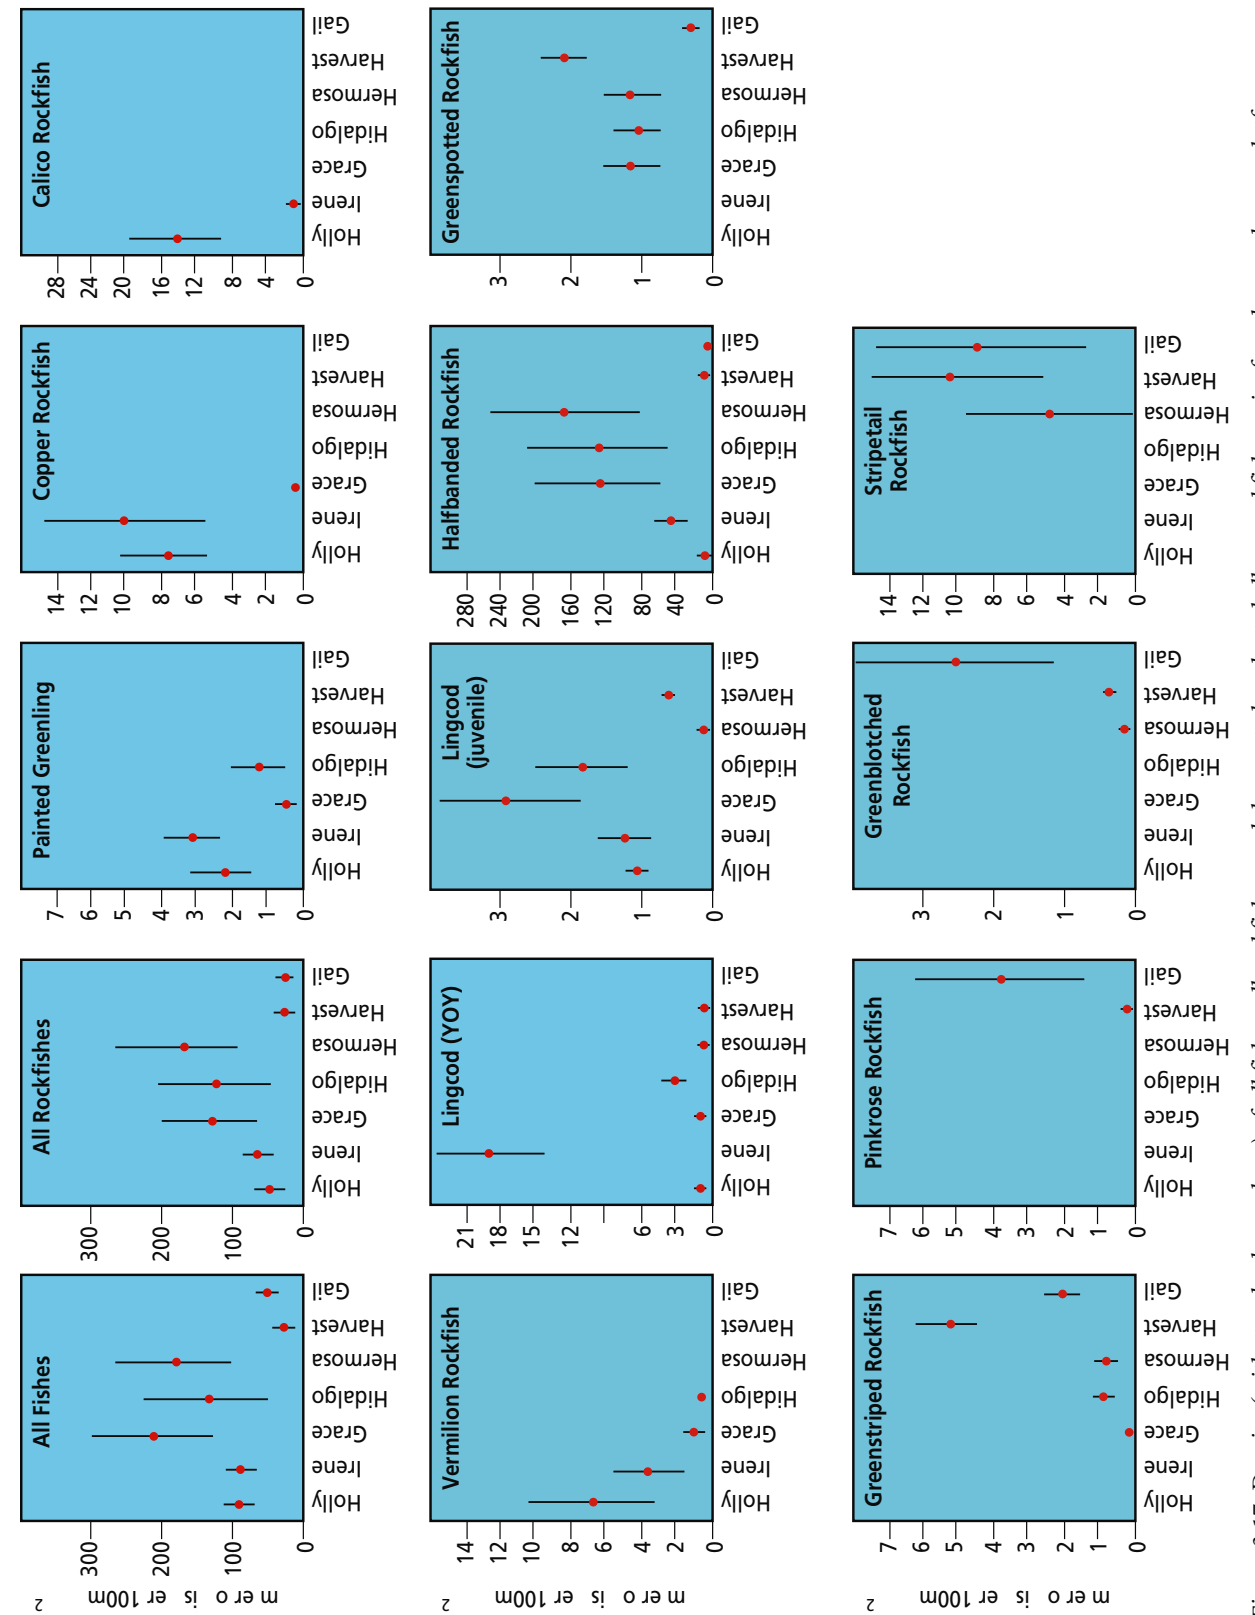 All Fishes
300
200
100
0
Holly
Irene
Grace
Hidalgo
Hermosa
Harvest
Gail
All Rockfishes
300
200
100
0
Holly
Irene
Grace
Hidalgo
Hermosa
Harvest
Gail
Painted Greenling
7
6
5
4
3
2
1
0
Holly
Irene
Grace
Hidalgo
Hermosa
Harvest
Gail
Copper Rockfish
14
12
10
8
6
4
2
0
Holly
Irene
Grace
Hidalgo
Hermosa
Harvest
Gail
Calico Rockfish
28
24
20
16
12
8
4
0
Holly
Irene
Grace
Hidalgo
Hermosa
Harvest
Gail
m er o is er 100m 2
Vermilion Rockfish
14
12
10
8
6
4
2
0
Holly
Irene
Grace
Hidalgo
Hermosa
Harvest
Gail
Lingcod (YOY)
21
18
15
12
6
3
0
Holly
Irene
Grace
Hidalgo
Hermosa
Harvest
Gail
Lingcod
(juvenile)
3
2
1
0
Holly
Irene
Grace
Hidalgo
Hermosa
Harvest
Gail
Halfbanded Rockfish
280
240
200
160
120
80
40
0
Holly
Irene
Grace
Hidalgo
Hermosa
Harvest
Gail
Greenspotted Rockfish
3
2
1
0
Holly
Irene
Grace
Hidalgo
Hermosa
Harvest
Gail
Greenstriped Rockfish
7
6
5
4
3
2
1
0
Holly
Irene
Grace
Hidalgo
Hermosa
Harvest
Gail
Pinkrose Rockfish
7
6
5
4
3
2
1
0
Holly
Irene
Grace
Hidalgo
Hermosa
Harvest
Gail
Greenblotched
Rockfish
3
2
1
0
Holly
Irene
Grace
Hidalgo
Hermosa
Harvest
Gail
Stripetail
Rockfish
14
12
10
8
6
4
2
0
Holly
Irene
Grace
Hidalgo
Hermosa
Harvest
Gail
m er o is er 100m 2